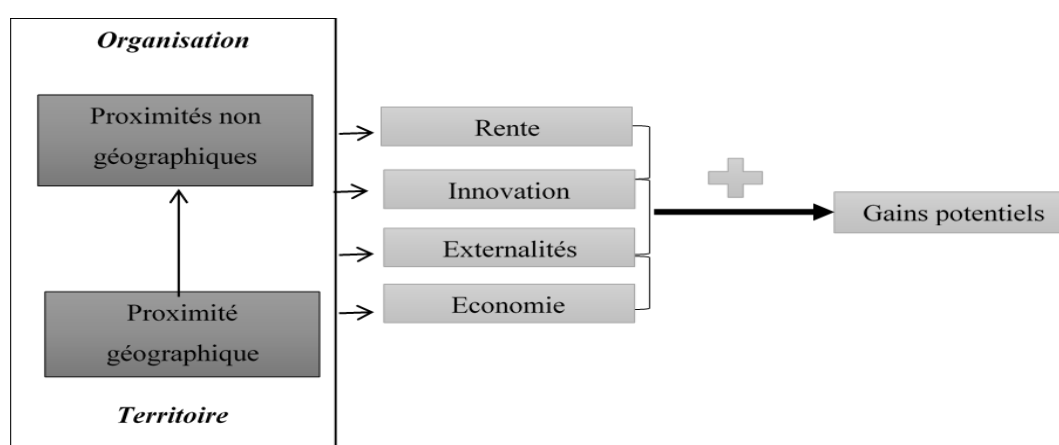 Organisation
Proximités non
géographiques
Proximité
géographique
Territoire
Rente
Innovation
Externalités
Economie
Gains potentiels